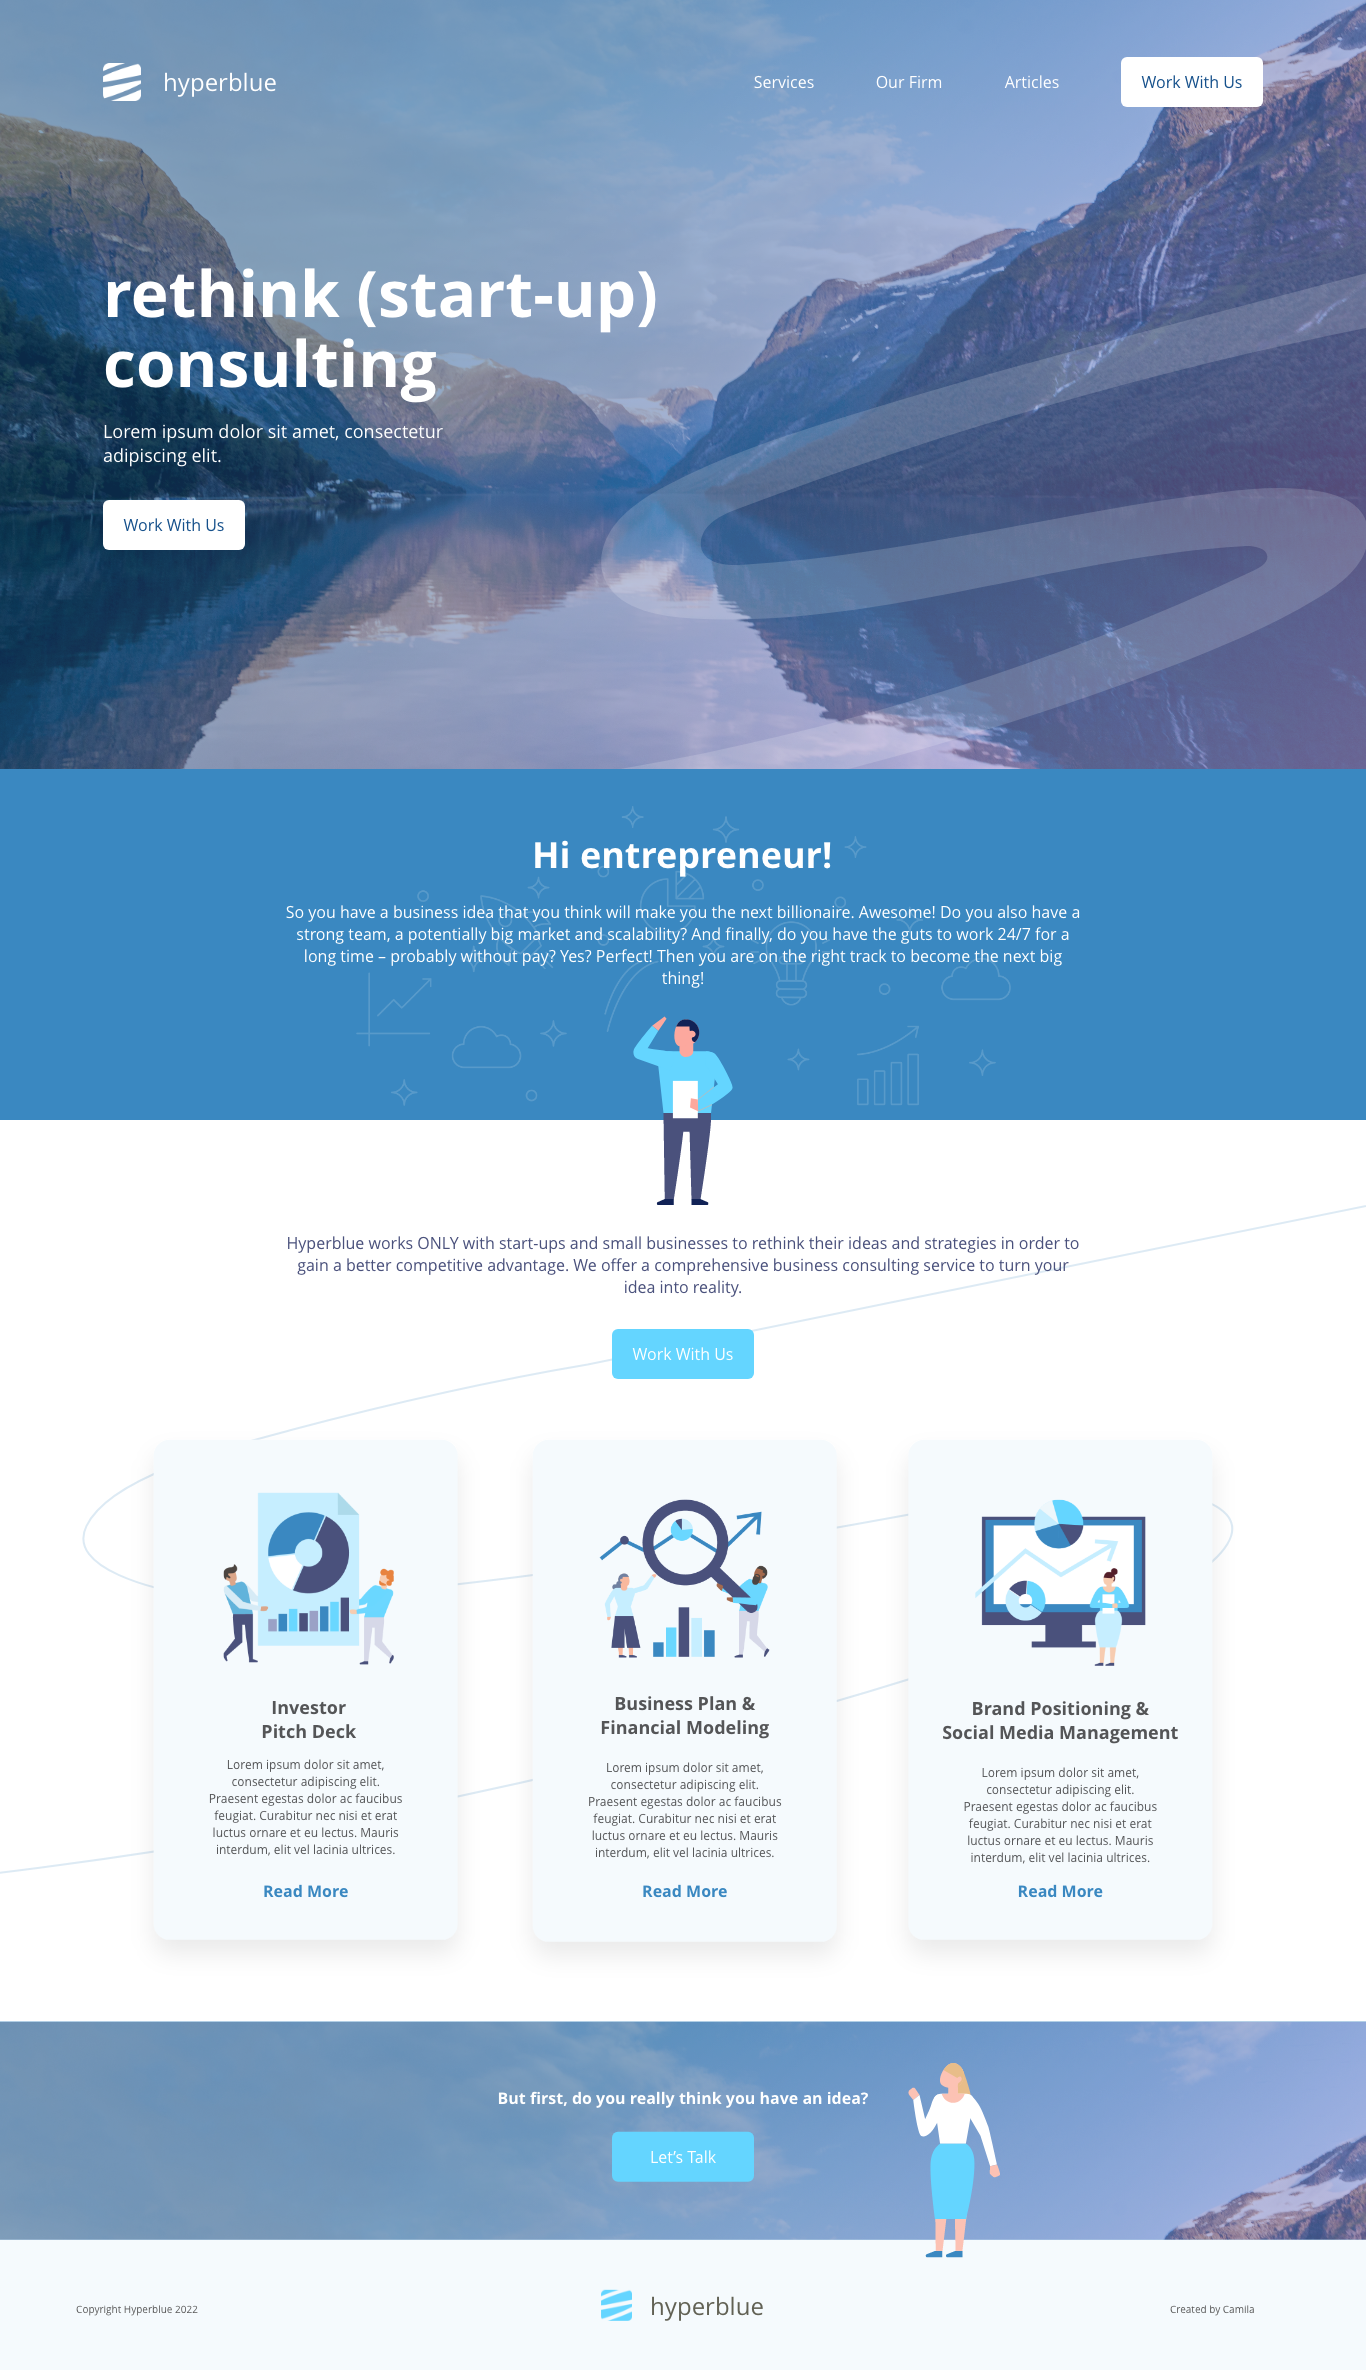 hyperblue
Services
Our Firm
Articles
Work With Us
rethink (start-up)
consulting
Lorem ipsum dolor sit amet, consectetur
adipiscing elit.
Work With Us
Hi entrepreneur!
So you have a business idea that you think will make you the next billionaire. Awesome! Do you also have a
strong team, a potentially big market and scalability? And finally, do you have the guts to work 24/7 for a
long time – probably without pay? Yes? Perfect! Then you are on the right track to become the next big
thing!
Hyperblue works ONLY with start-ups and small businesses to rethink their ideas and strategies in order to
gain a better competitive advantage. We offer a comprehensive business consulting service to turn your
idea into reality.
Work With Us
Investor
Pitch Deck
Lorem ipsum dolor sit amet,
consectetur adipiscing elit.
Praesent egestas dolor ac faucibus
feugiat. Curabitur nec nisi et erat
luctus ornare et eu lectus. Mauris
interdum, elit vel lacinia ultrices.
Read More
Business Plan &
Financial Modeling
Lorem ipsum dolor sit amet,
consectetur adipiscing elit.
Praesent egestas dolor ac faucibus
feugiat. Curabitur nec nisi et erat
luctus ornare et eu lectus. Mauris
interdum, elit vel lacinia ultrices.
Read More
Brand Positioning &
Social Media Management
Lorem ipsum dolor sit amet,
consectetur adipiscing elit.
Praesent egestas dolor ac faucibus
feugiat. Curabitur nec nisi et erat
luctus ornare et eu lectus. Mauris
interdum, elit vel lacinia ultrices.
Read More
But first, do you really think you have an idea?
Let’s Talk
Copyright Hyperblue 2022
hyperblue
Created by Camila